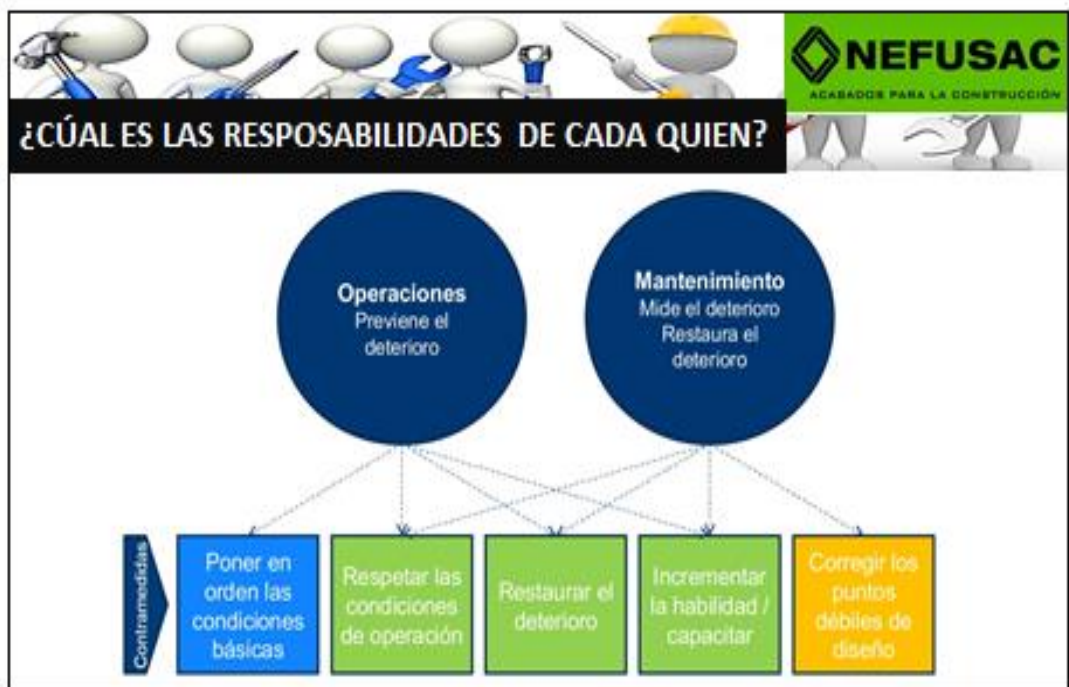 NEFUSAC
ACABADOS PARA LA CONSTRUCCIÓN
¿CÚAL ES LAS RESPOSABILIDADES DE CADA QUIEN?
Operaciones
Previene el
deterioro
Mantenimiento
Mide el deterioro
Restaura el
deterioro
Contramedidas
Poner en
orden las
condiciones
básicas
Respetar las
condiciones
de operación
Restaurar el
deterioro
Incrementar
la habilidad /
capacitar
Corregir los
puntos
débiles de
diseño